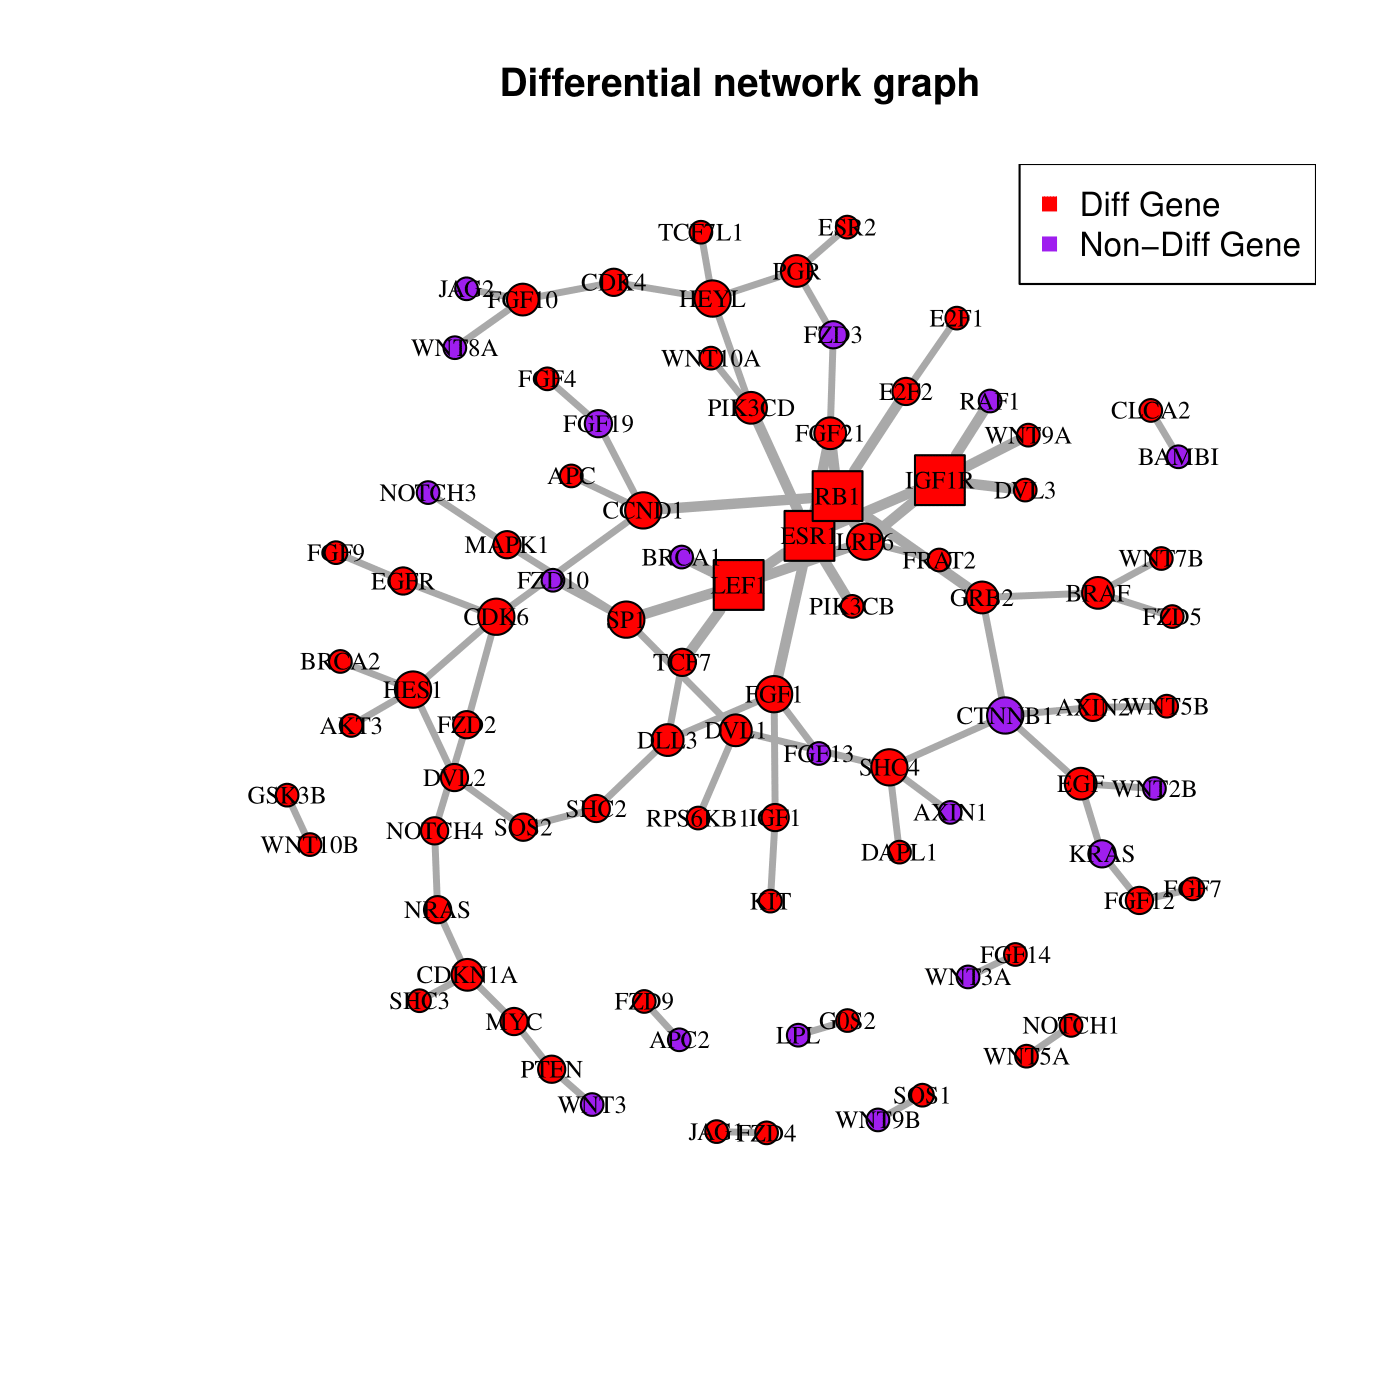 Differential network graph
Diff Gene
Non−Diff Gene
TCF7L1
ESR2
PGR
JAG2
CDK4
FGF10
HEYL
E2F1
FZD3
WNT8A
WNT10A
FGF4
E2F2
RAF1
PIK3CD
CLCA2
FGF19
FGF21
WNT9A
BAMBI
APC
IGF1R
DVL3
NOTCH3
RB1
CCND1
ESR1
LRP6
MAPK1
FGF9
BRCA1
FRAT2
WNT7B
EGFR
FZD10
LEF1
BRAF
GRB2
PIK3CB
CDK6
SP1
FZD5
BRCA2
TCF7
HES1
FGF1
AKT3
FZD2
CTNNB1
AXIN2
WNT5B
DLL3
DVL1
FGF13
SHC4
DVL2
EGF
WNT2B
GSK3B
SHC2
RPS6KB1
IGF1
AXIN1
NOTCH4
SOS2
WNT10B
DAPL1
KRAS
NRAS
KIT
FGF12
FGF7
FGF14
CDKN1A
WNT3A
SHC3
FZD9
MYC
G0S2
NOTCH1
APC2
LPL
WNT5A
PTEN
SOS1
WNT3
WNT9B
JAG1
FZD4